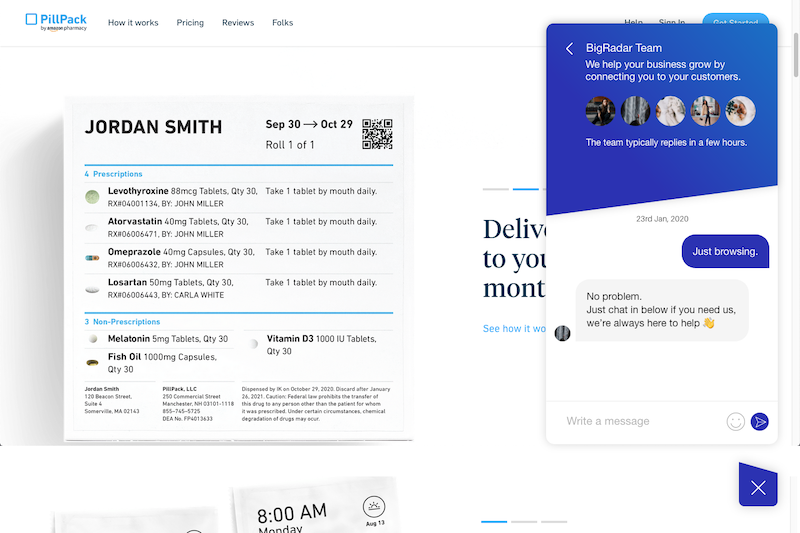 PillPack
by amazon pharmacy
How it works
Pricing
Reviews
Folks
Help
Sign In
Get Started
JORDAN SMITH
Sep 30 → Oct 29
Roll 1 of 1
4 Prescriptions
Levothyroxine 88mcg Tablets, Qty 30, Take 1 tablet by mouth daily.
RX#04001134, BY: JOHN MILLER
Atorvastatin 40mg Tablets, Qty 30, Take 1 tablet by mouth daily.
RX#06006471, BY: JOHN MILLER
Omeprazole 40mg Capsules, Qty 30, Take 1 tablet by mouth daily.
RX#06006432, BY: JOHN MILLER
Losartan 50mg Tablets, Qty 30, Take 1 tablet by mouth daily.
RX#06006443, BY: CARLA WHITE
3 Non-Prescriptions
Melatonin 5mg Tablets, Qty 30
Fish Oil 1000mg Capsules,
Qty 30
Vitamin D3 1000 IU Tablets,
Qty 30
Jordan Smith
120 Beacon Street,
Suite 4
Somerville, MA 02143
PillPack, LLC
250 Commercial Street
Manchester, NH 03101-1118
855-745-5725
DEA No. FP4013633
Dispensed by IK on October 29, 2020. Discard after January
26, 2021. Caution: Federal law prohibits the transfer of
this drug to any person other than the patient for whom
it was prescribed. Under certain circumstances, chemical
degradation of drugs may occur.
Delive
to you
mont
See how it wo
BigRadar Team
We help your business grow by
connecting you to your customers.
The team typically replies in a few hours.
23rd Jan, 2020
Just browsing.
No problem.
Just chat in below if you need us,
we're always here to help 👋
Write a message
8:00 AM
Monday
Aug 13